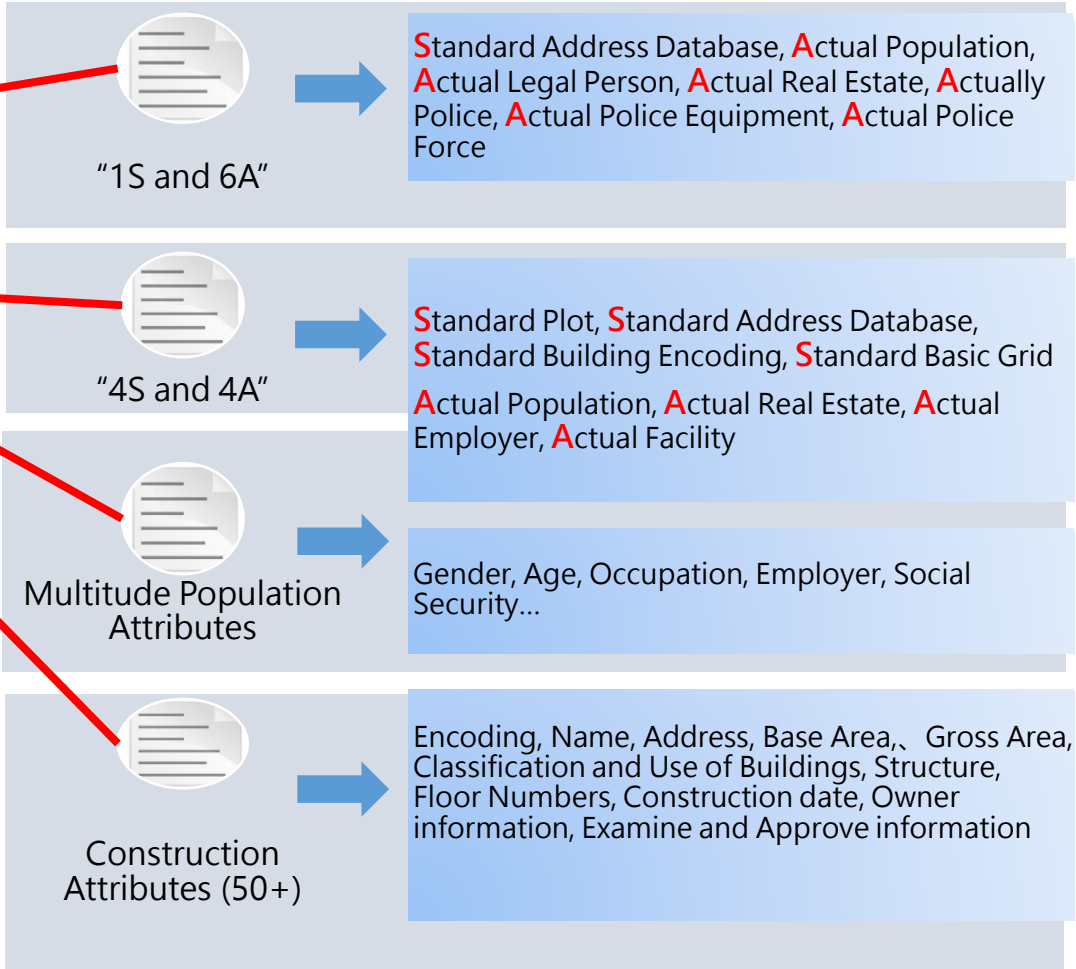 "1S and 6A"
Standard Address Database, Actual Population,
Actual Legal Person, Actual Real Estate, Actually
Police, Actual Police Equipment, Actual Police
Force
"4S and 4A"
Standard Plot, Standard Address Database,
Standard Building Encoding, Standard Basic Grid
Actual Population, Actual Real Estate, Actual
Employer, Actual Facility
Multitude Population
Attributes
Gender, Age, Occupation, Employer, Social
Security...
Construction
Attributes (50+)
Encoding, Name, Address, Base Area,、 Gross Area,
Classification and Use of Buildings, Structure,
Floor Numbers, Construction date, Owner
information, Examine and Approve information